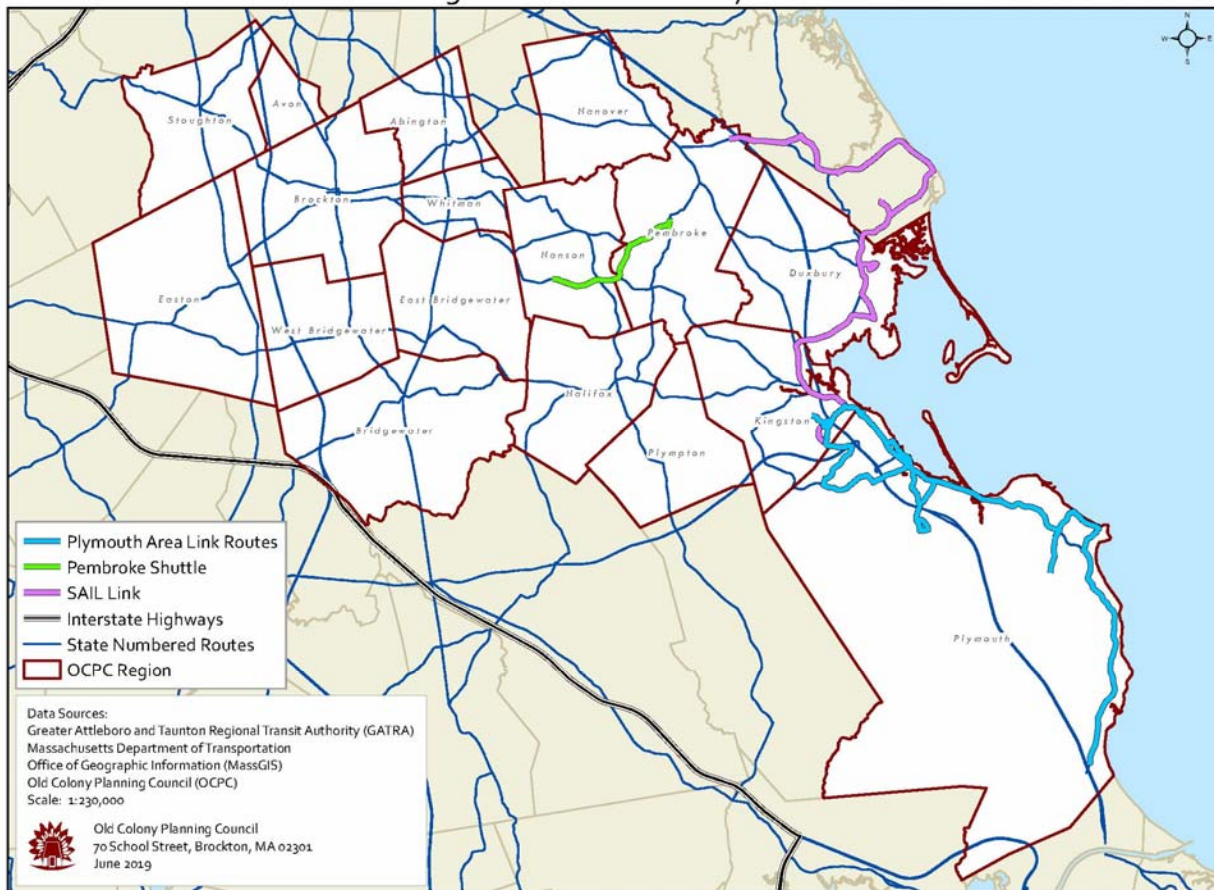 N
W E
S
Stoughton
Avon
Abington
Hanover
Brockton
Whitman
Hanson
Pembroke
Duxbury
Easton
West Bridgewater
East Bridgewater
Bridgewater
Halifax
Kingston
Plympton
Plymouth
Plymouth Area Link Routes
Pembroke Shuttle
SAIL Link
Interstate Highways
State Numbered Routes
OCPC Region
Data Sources:
Greater Attleboro and Taunton Regional Transit Authority (GATRA)
Massachusetts Department of Transportation
Office of Geographic Information (MassGIS)
Old Colony Planning Council (OCPC)
Scale: 1:230,000
Old Colony Planning Council
70 School Street, Brockton, MA 02301
June 2019